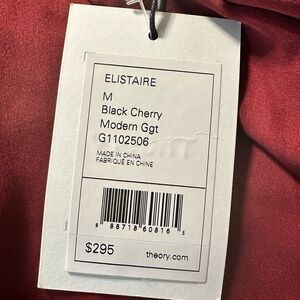 ELISTAIRE
M
Black Cherry
Modern Ggt
G1102506
MADE IN CHINA
FABRIQUÉ EN CHINE
8 88718 60816 5
$295 theory.com